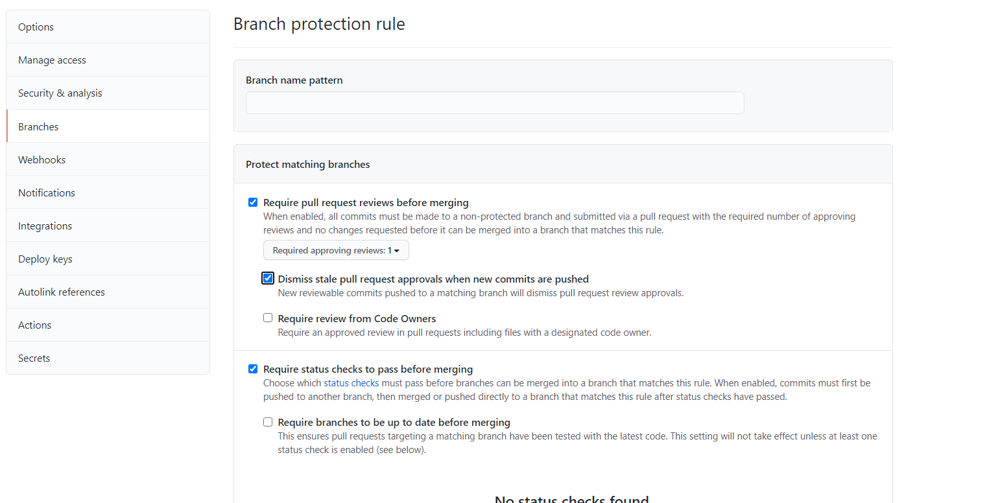 Options
Manage access
Security & analysis
Branches
Webhooks
Notifications
Integrations
Deploy keys
Autolink references
Actions
Secrets
Branch protection rule
Branch name pattern
Protect matching branches
Require pull request reviews before merging
When enabled, all commits must be made to a non-protected branch and submitted via a pull request with the required number of approving
reviews and no changes requested before it can be merged into a branch that matches this rule.
Required approving reviews: 1
Dismiss stale pull request approvals when new commits are pushed
New reviewable commits pushed to a matching branch will dismiss pull request review approvals.
Require review from Code Owners
Require an approved review in pull requests including files with a designated code owner.
Require status checks to pass before merging
Choose which status checks must pass before branches can be merged into a branch that matches this rule. When enabled, commits must first be
pushed to another branch, then merged or pushed directly to a branch that matches this rule after status checks have passed.
Require branches to be up to date before merging
This ensures pull requests targeting a matching branch have been tested with the latest code. This setting will not take effect unless at least one
status check is enabled (see below).
No status checks found